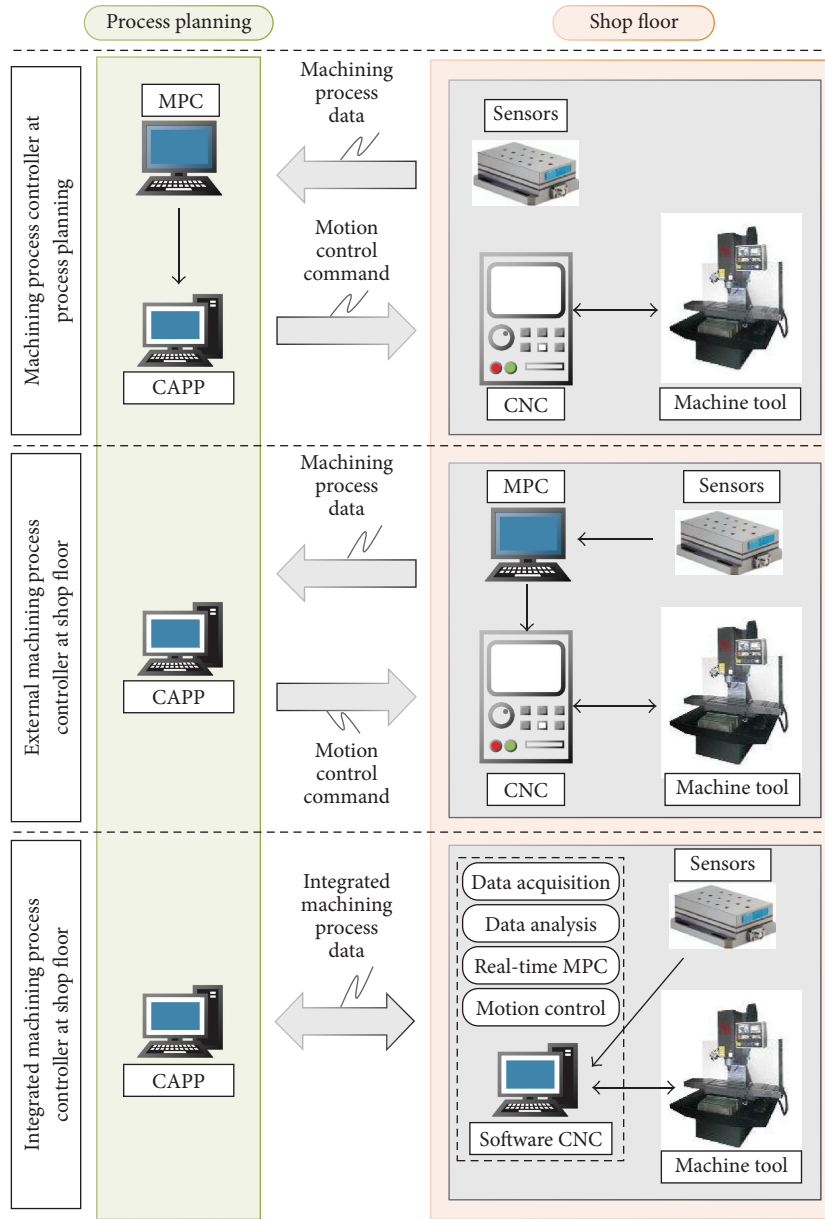 Process planning
Shop floor
Machining process controller at
process planning
MPC
CAPP
Machining
process
data
Motion
control
command
Sensors
CNC
Machine tool
External machining process
controller at shop floor
CAPP
Machining
process
data
Motion
control
command
MPC
Sensors
CNC
Machine tool
Integrated machining process
controller at shop floor
CAPP
Integrated
machining
process
data
Data acquisition
Data analysis
Real-time MPC
Motion control
Software CNC
Sensors
Machine tool